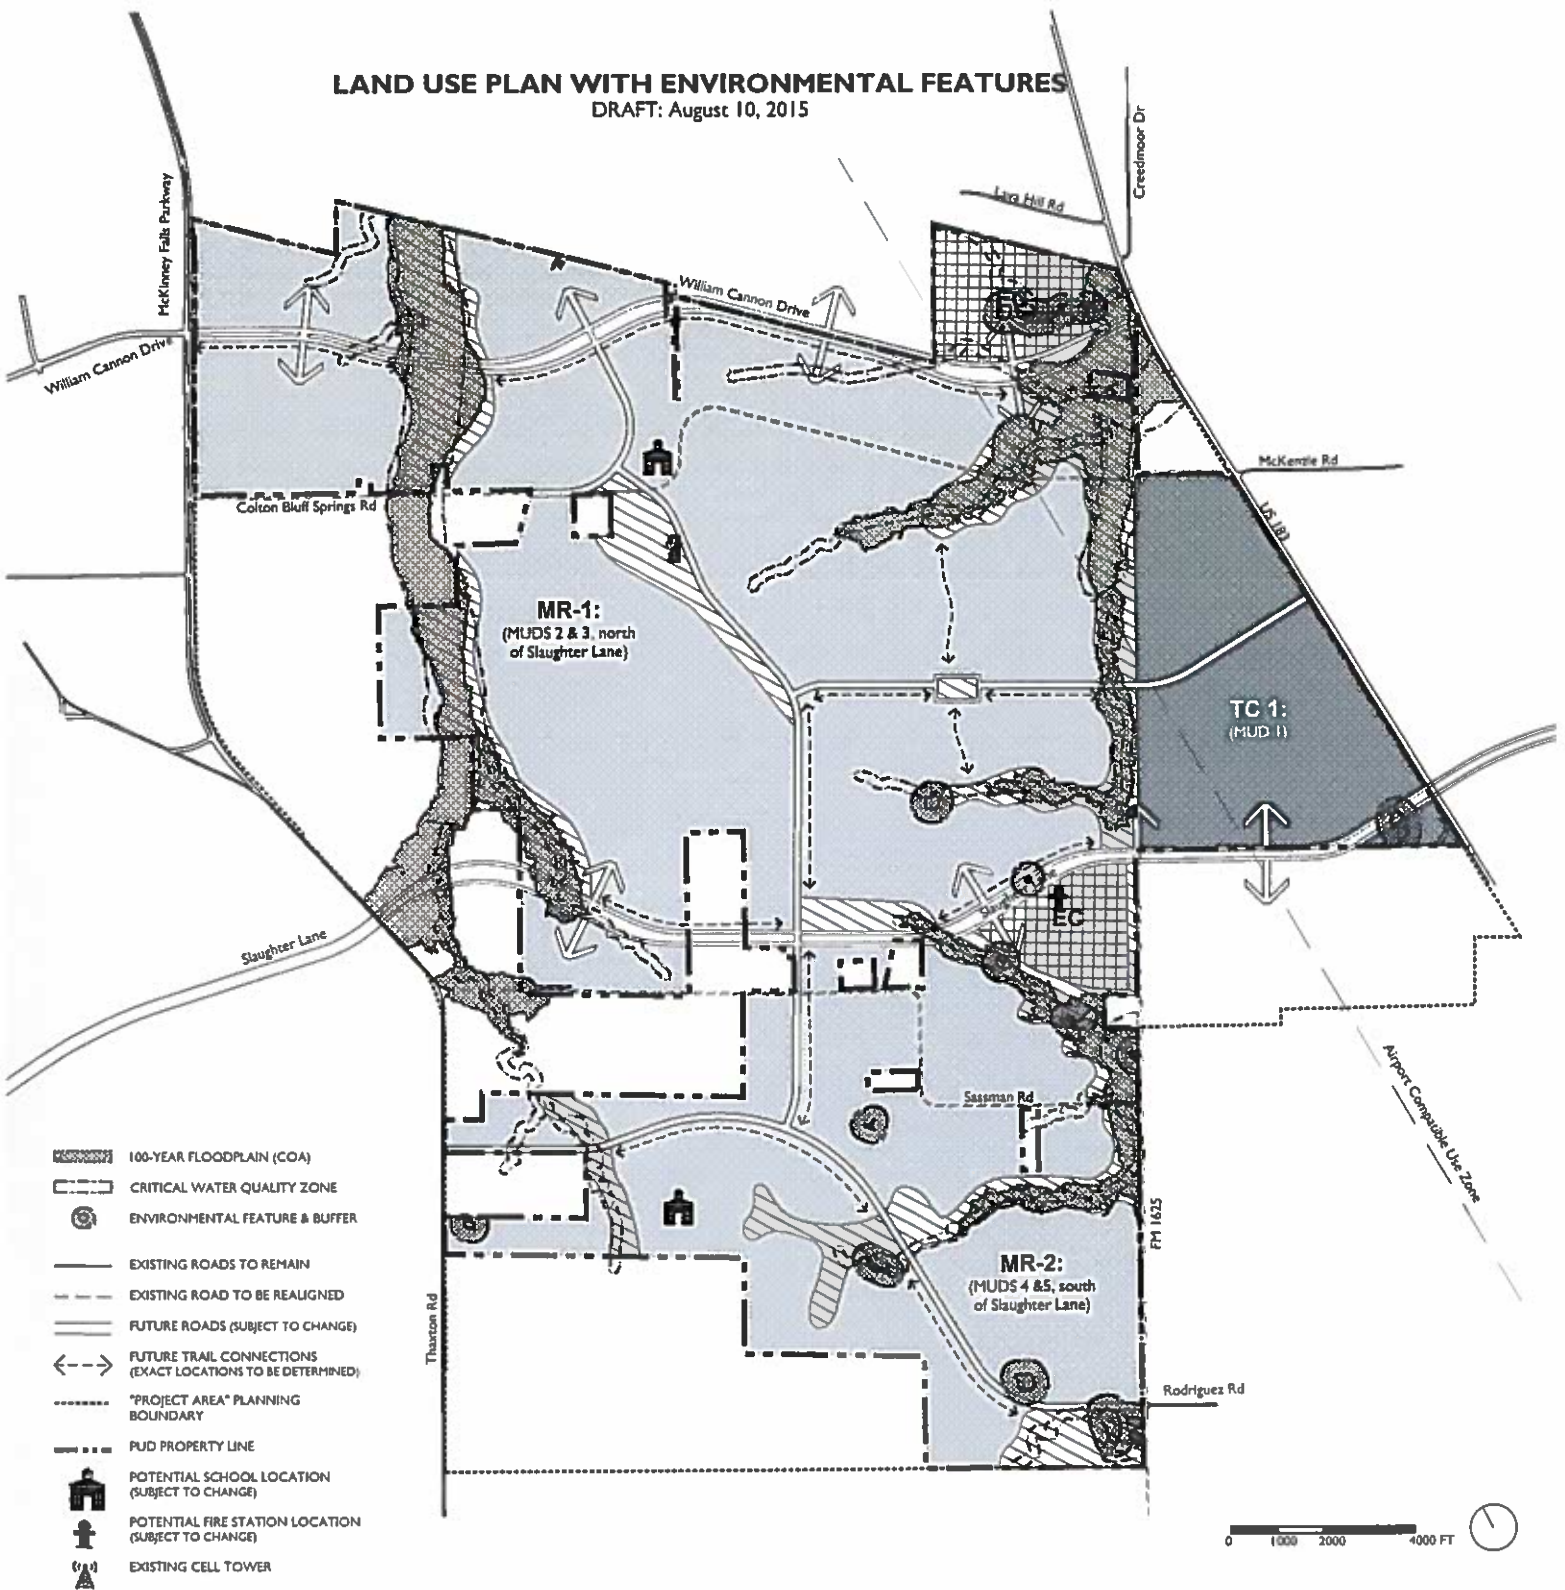 LAND USE PLAN WITH ENVIRONMENTAL FEATURES
DRAFT: August 10, 2015
Creedmoor Dr
McKinney Falls Parkway
Lava Hill Rd
William Cannon Drive
William Cannon Drive
EC
McKenzie Rd
US 183
Colton Bluff Springs Rd
MR-1:
(MUDS 2 & 3, north
of Slaughter Lane)
TC 1:
(MUD 1)
EC
Slaughter Lane
Airport Compatible Use Zone
Sassman Rd
FM 1625
MR-2:
(MUDS 4 &5, south
of Slaughter Lane)
Thaxton Rd
Rodriguez Rd
100-YEAR FLOODPLAIN (COA)
CRITICAL WATER QUALITY ZONE
ENVIRONMENTAL FEATURE & BUFFER
EXISTING ROADS TO REMAIN
EXISTING ROAD TO BE REALIGNED
FUTURE ROADS (SUBJECT TO CHANGE)
FUTURE TRAIL CONNECTIONS
(EXACT LOCATIONS TO BE DETERMINED)
"PROJECT AREA" PLANNING
BOUNDARY
PUD PROPERTY LINE
POTENTIAL SCHOOL LOCATION
(SUBJECT TO CHANGE)
POTENTIAL FIRE STATION LOCATION
(SUBJECT TO CHANGE)
EXISTING CELL TOWER
0 1000 2000 4000 FT